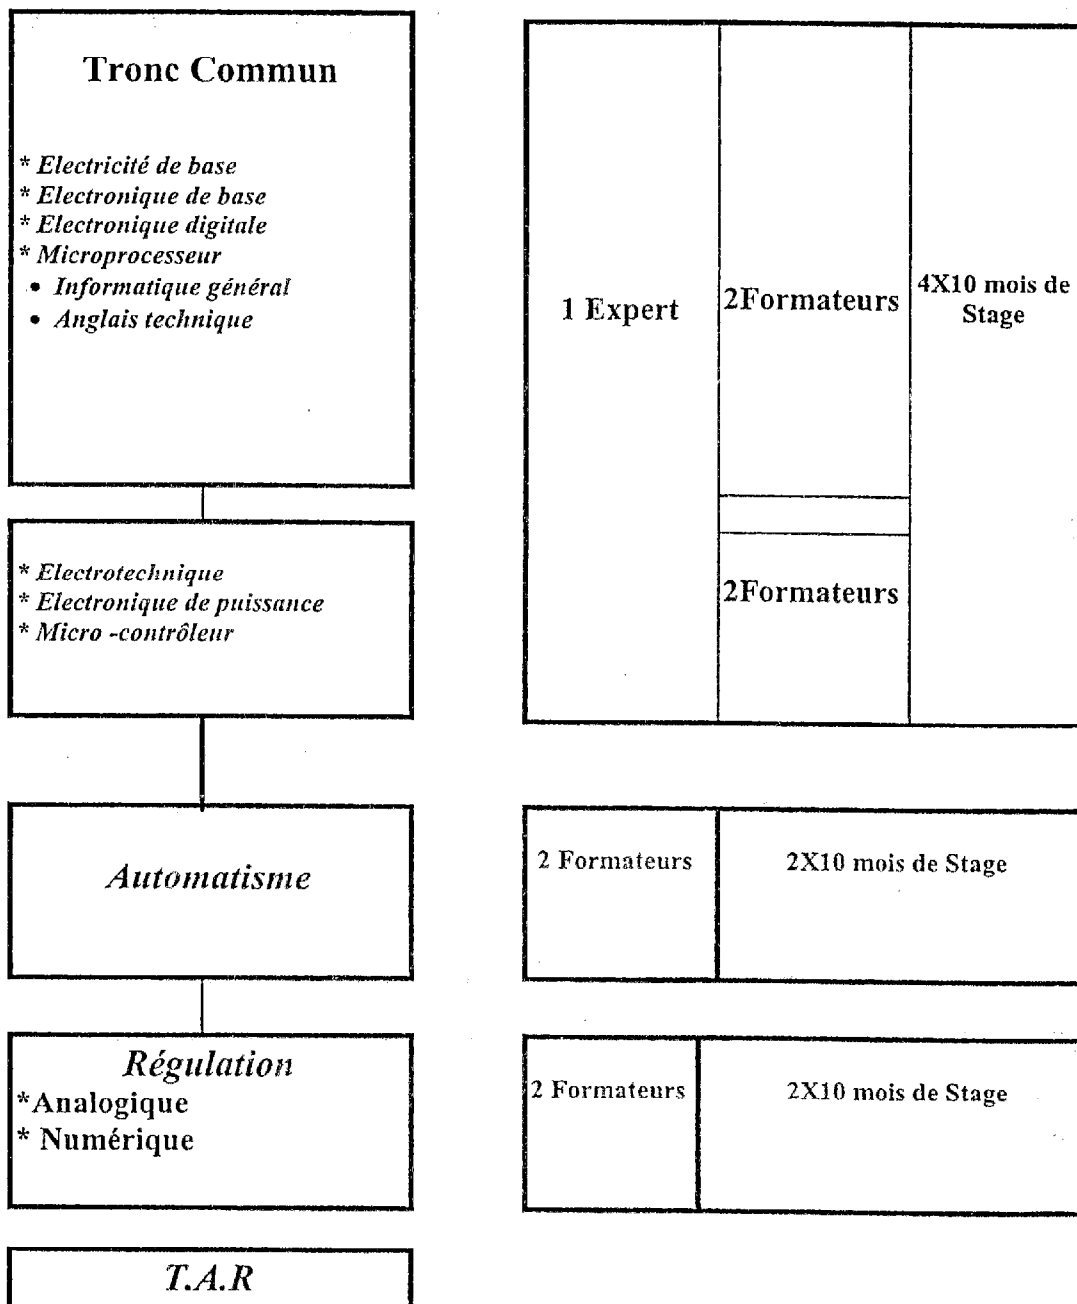 Tronc Commun
* Electricité de base
* Electronique de base
* Electronique digitale
* Microprocesseur
• Informatique général
• Anglais technique
1 Expert
2Formateurs
4X10 mois de
Stage
* Electrotechnique
* Electronique de puissance
* Micro -contrôleur
2Formateurs
Automatisme
2 Formateurs
2X10 mois de Stage
Régulation
*Analogique
* Numérique
2 Formateurs
2X10 mois de Stage
T.A.R